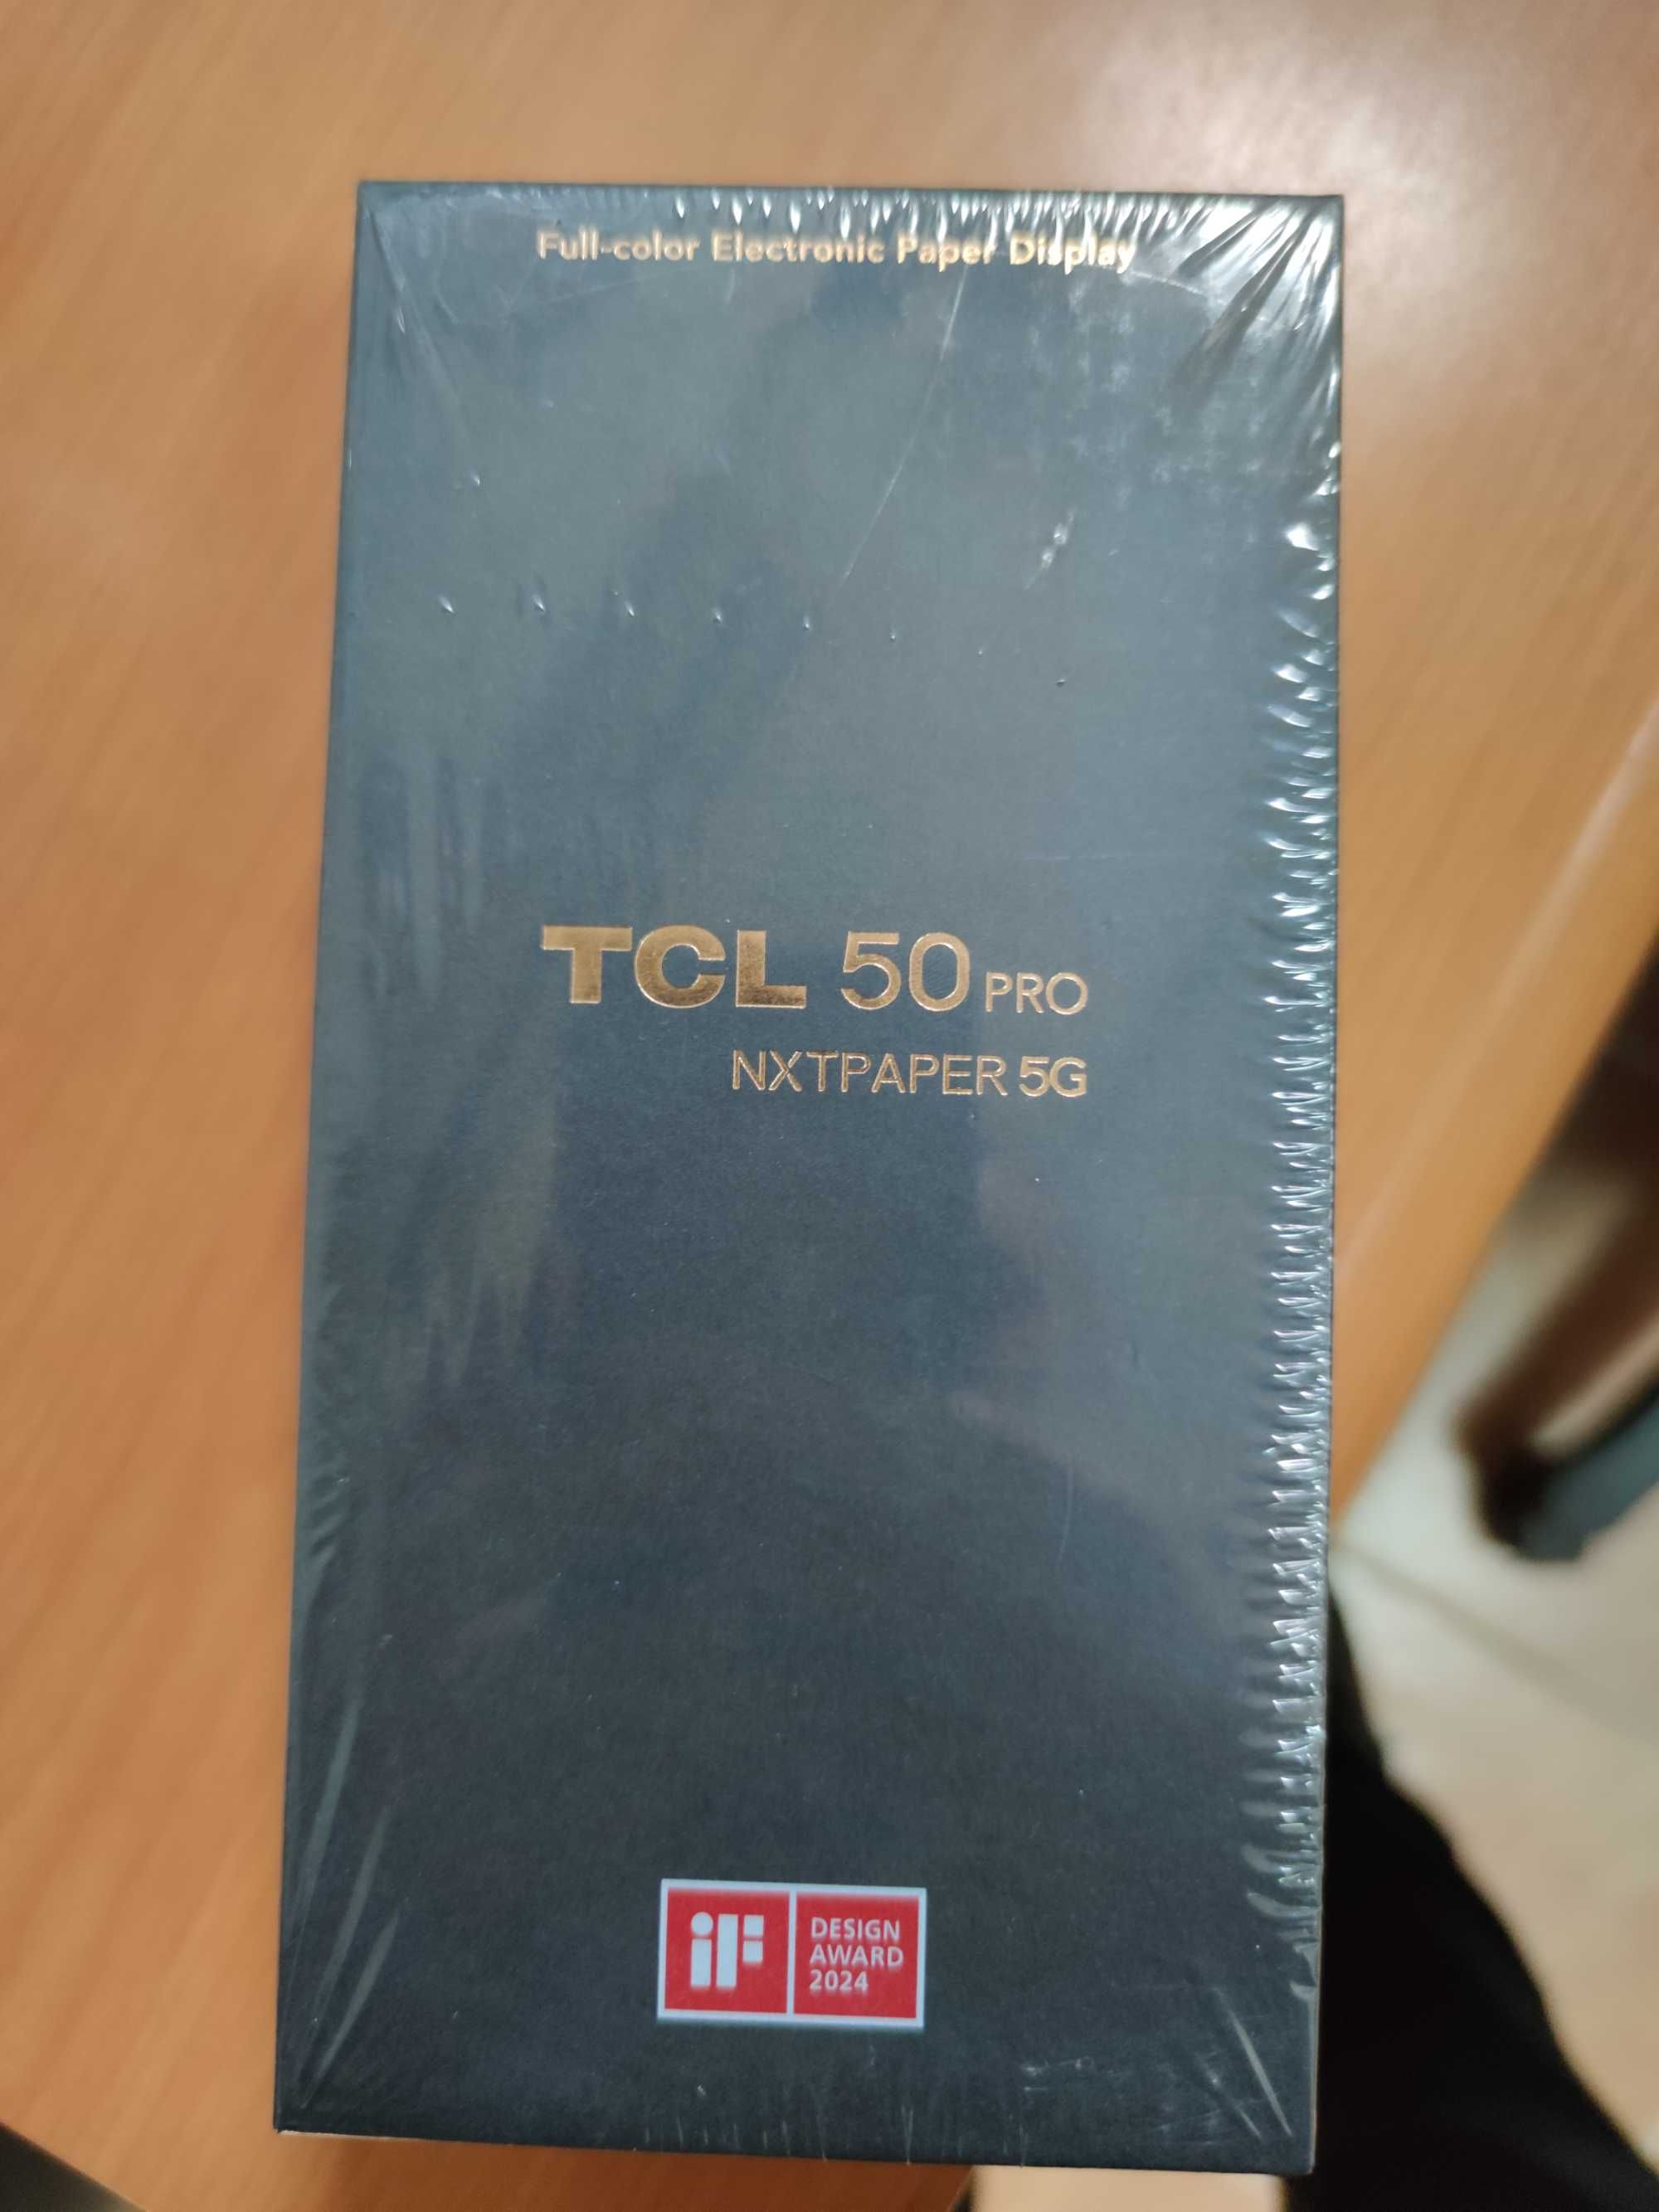 Full-color Electronic Paper Display
TCL 50 PRO
NXTPAPER 5G
iF
DESIGN
AWARD
2024